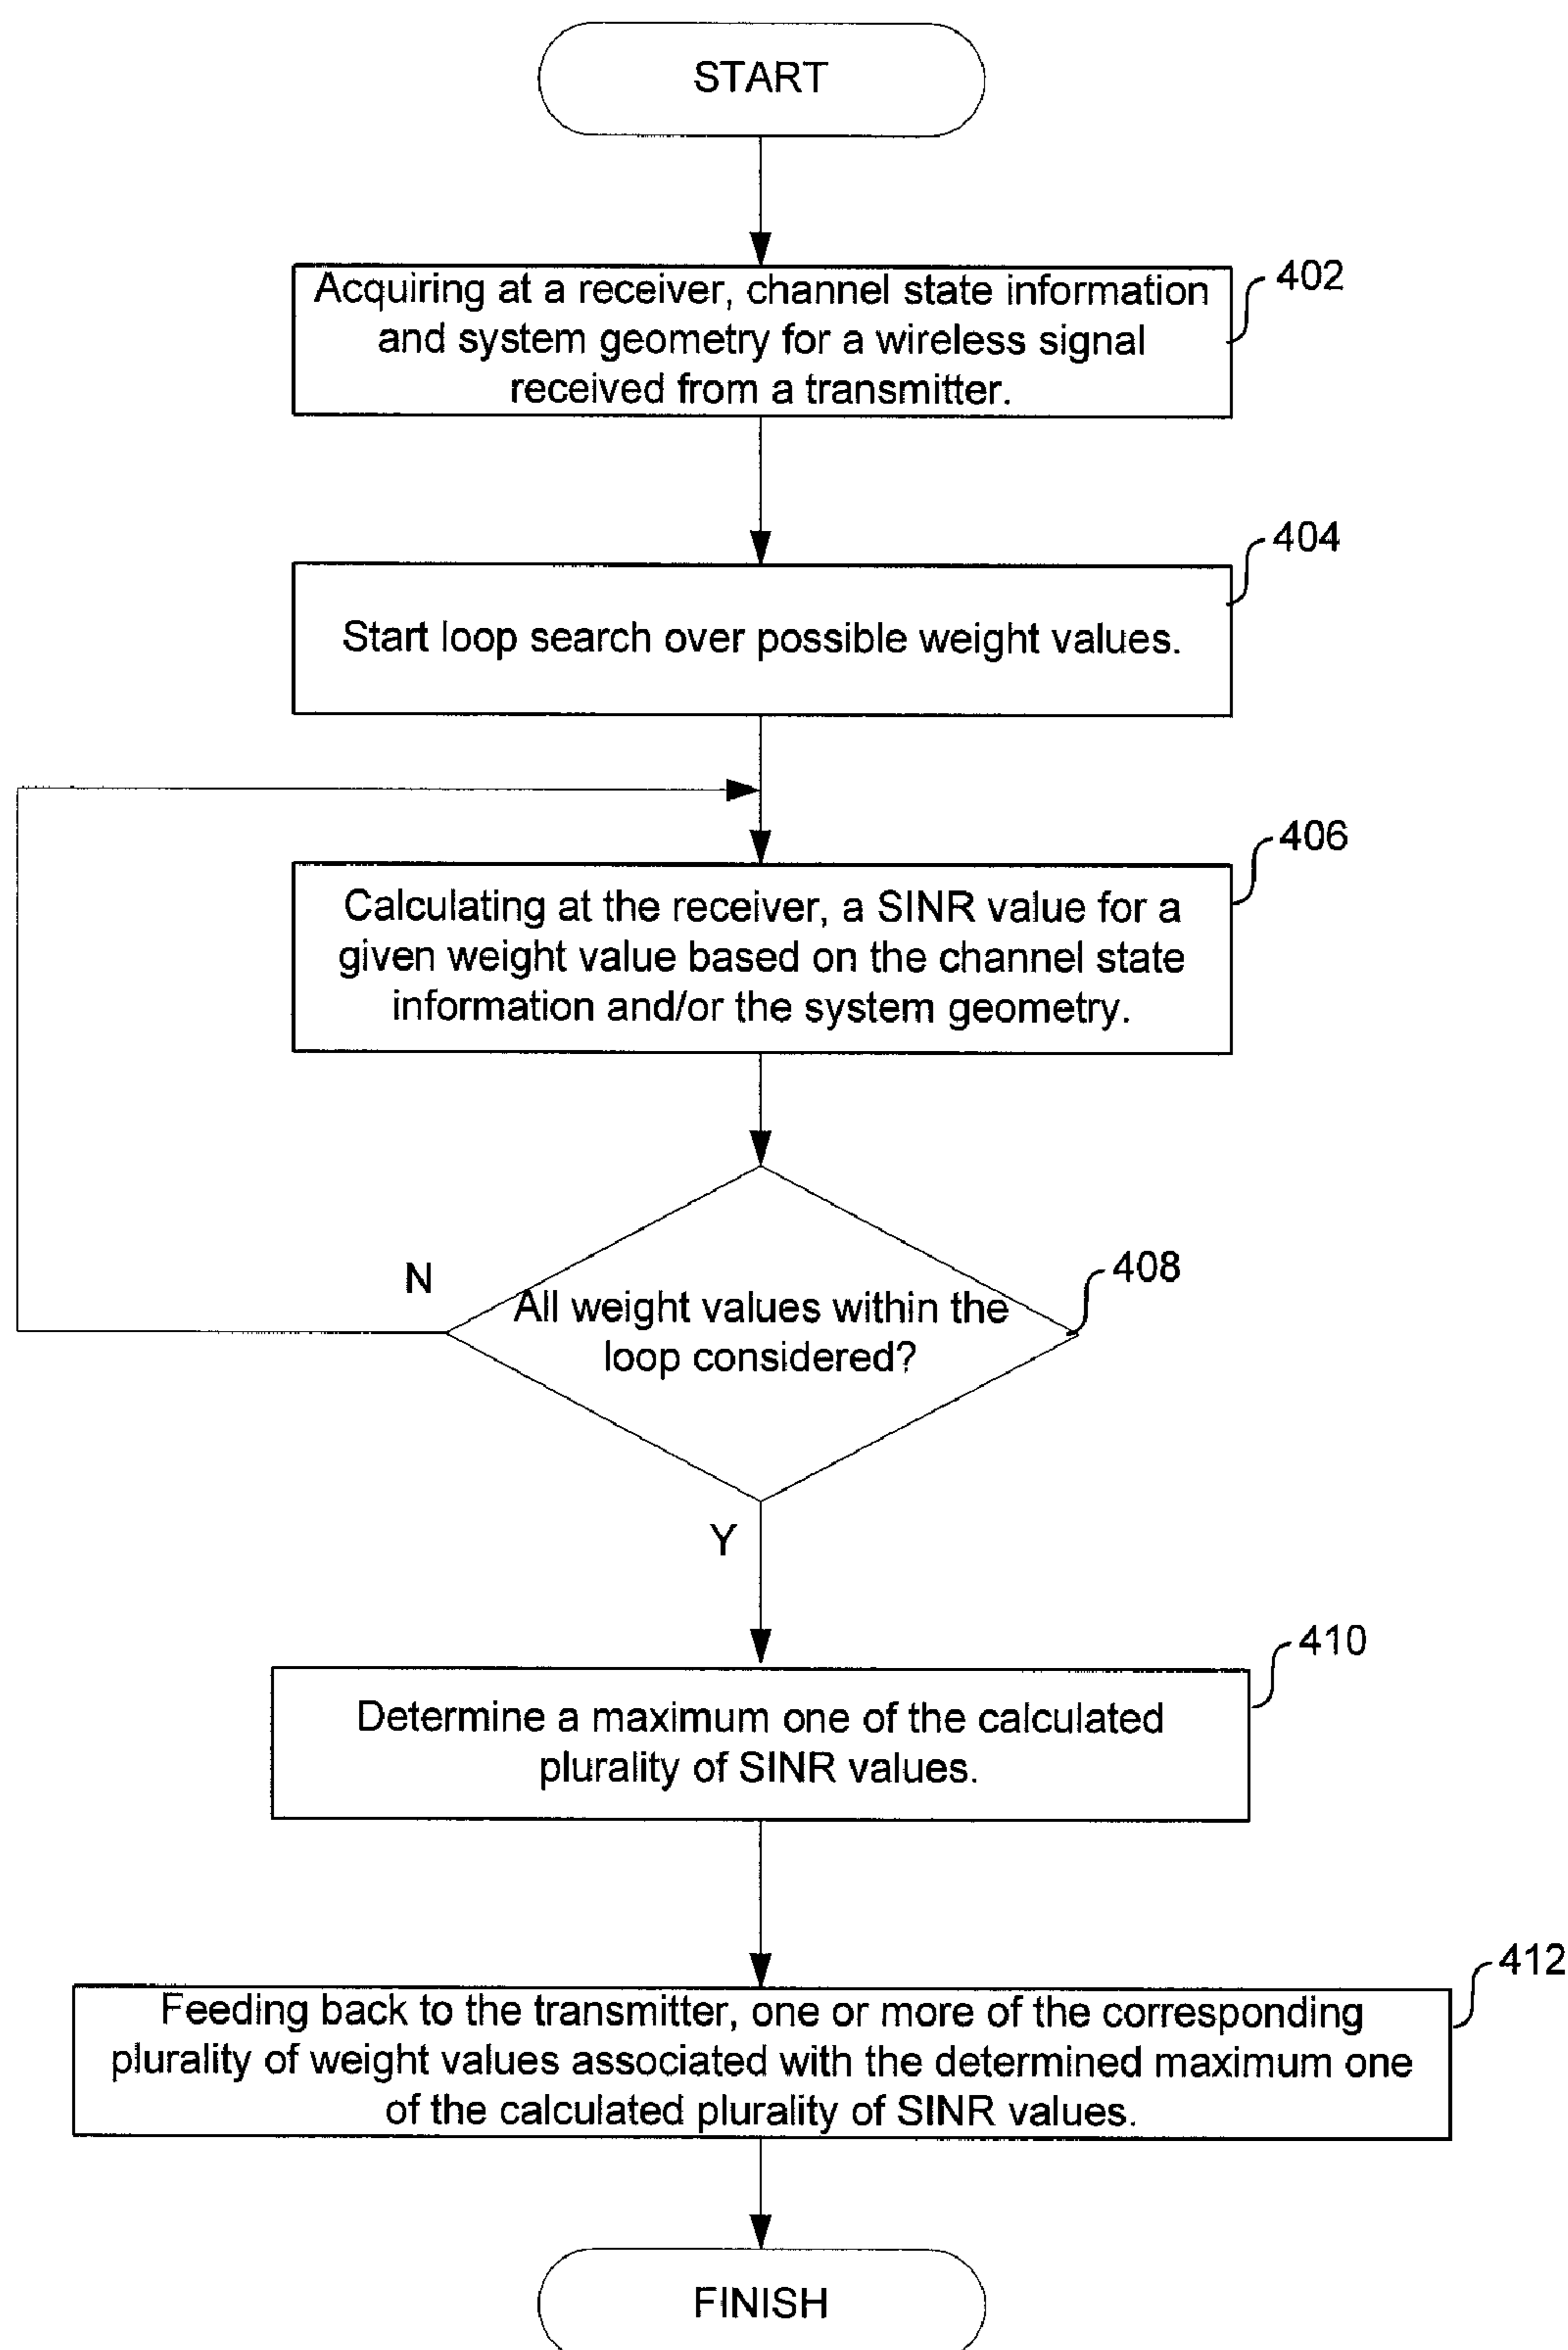 START
402
Acquiring at a receiver, channel state information
and system geometry for a wireless signal
received from a transmitter.
404
Start loop search over possible weight values.
406
Calculating at the receiver, a SINR value for a
given weight value based on the channel state
information and/or the system geometry.
N
408
All weight values within the
loop considered?
Y
410
Determine a maximum one of the calculated
plurality of SINR values.
412
Feeding back to the transmitter, one or more of the corresponding
plurality of weight values associated with the determined maximum one
of the calculated plurality of SINR values.
FINISH